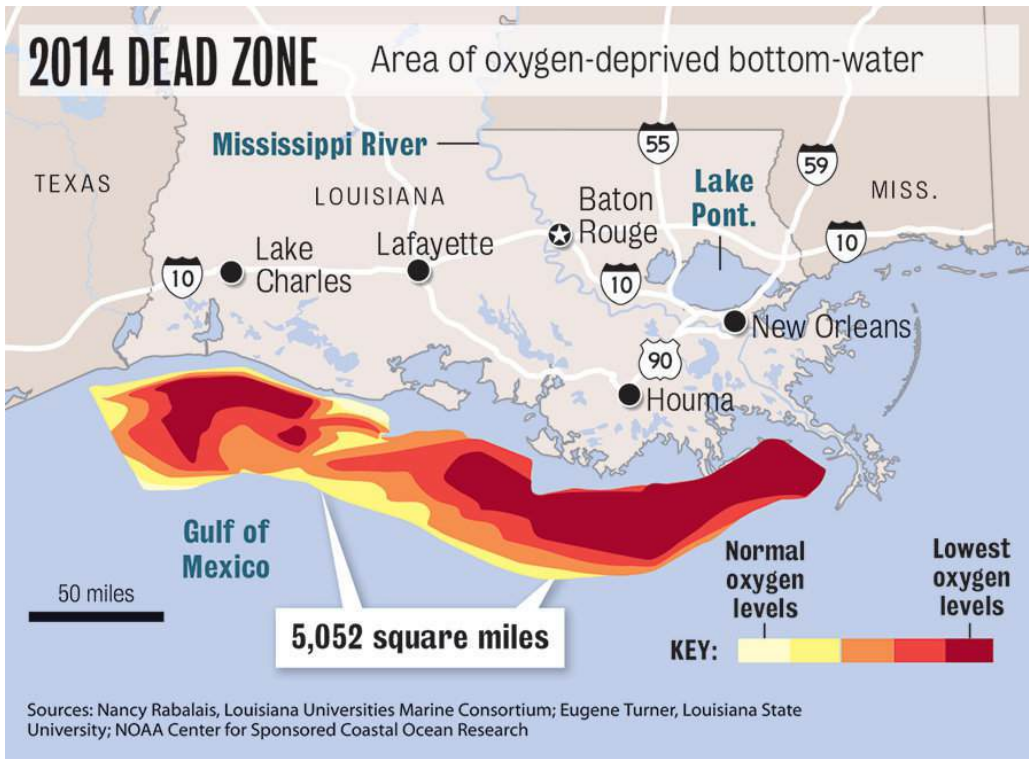 2014 DEAD ZONE
Area of oxygen-deprived bottom-water
Mississippi River
55
59
TEXAS
LOUISIANA
Lake
Pont.
MISS.
Baton
Rouge
Lafayette
Lake
Charles
10
10
10
New Orleans
90
Houma
Gulf of
Mexico
50 miles
5,052 square miles
Normal
oxygen
levels
Lowest
oxygen
levels
KEY:
Sources: Nancy Rabalais, Louisiana Universities Marine Consortium; Eugene Turner, Louisiana State
University; NOAA Center for Sponsored Coastal Ocean Research